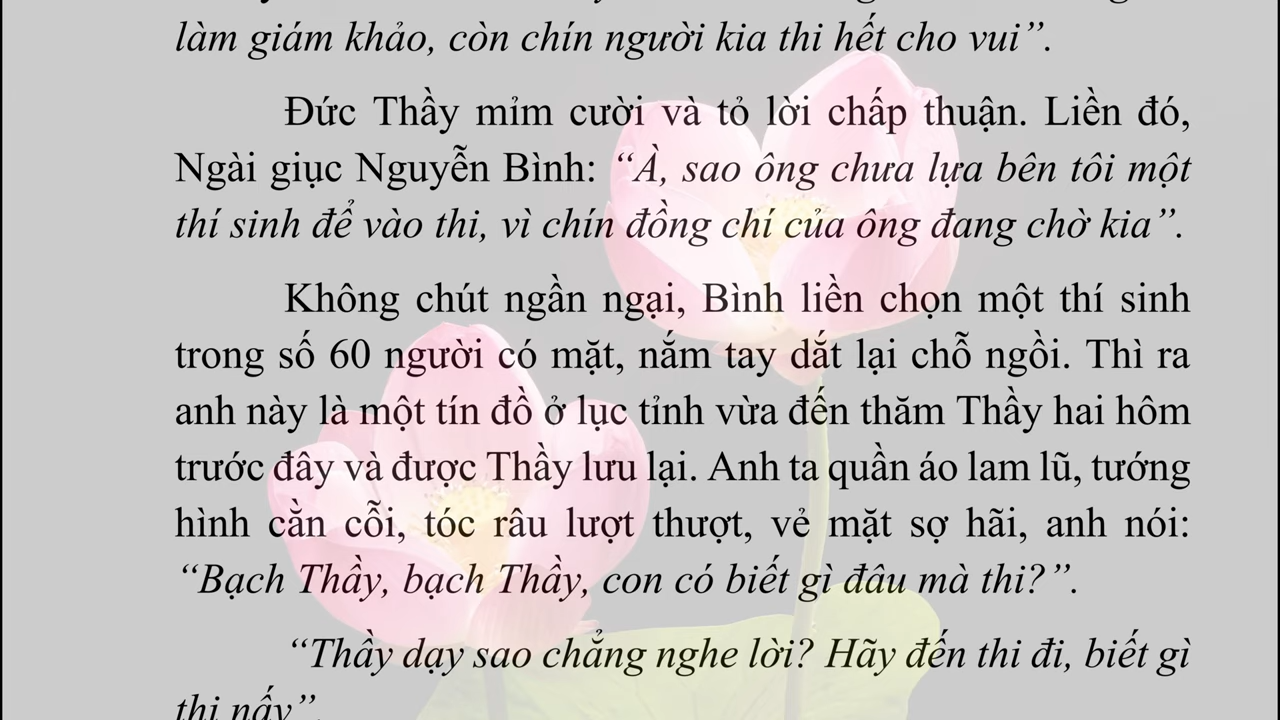 làm giám khảo, còn chín người kia thi hết cho vui”.
Đức Thầy mỉm cười và tỏ lời chấp thuận. Liền đó,
Ngài giục Nguyễn Bình: “À, sao ông chưa lựa bên tôi một
thí sinh để vào thi, vì chín đồng chí của ông đang chờ kia”.
Không chút ngần ngại, Bình liền chọn một thí sinh
trong số 60 người có mặt, nắm tay dắt lại chỗ ngồi. Thì ra
anh này là một tín đồ ở lục tỉnh vừa đến thăm Thầy hai hôm
trước đây và được Thầy lưu lại. Anh ta quần áo lam lũ, tướng
hình cằn cỗi, tóc râu lượt thượt, vẻ mặt sợ hãi, anh nói:
“Bạch Thầy, bạch Thầy, con có biết gì đâu mà thi?”.
“Thầy dạy sao chẳng nghe lời? Hãy đến thi đi, biết gì
thi nấy”.